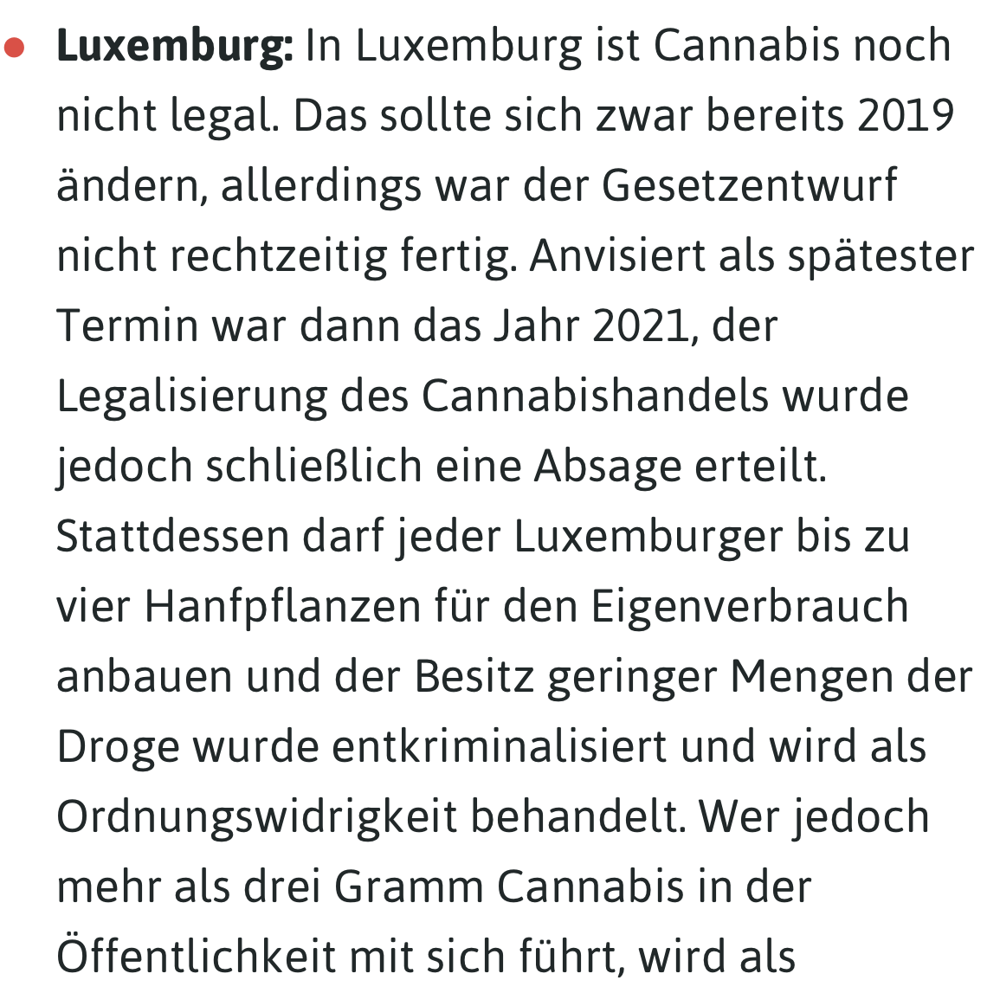 Luxemburg: In Luxemburg ist Cannabis noch
nicht legal. Das sollte sich zwar bereits 2019
ändern, allerdings war der Gesetzentwurf
nicht rechtzeitig fertig. Anvisiert als spätester
Termin war dann das Jahr 2021, der
Legalisierung des Cannabishandels wurde
jedoch schließlich eine Absage erteilt.
Stattdessen darf jeder Luxemburger bis zu
vier Hanfpflanzen für den Eigenverbrauch
anbauen und der Besitz geringer Mengen der
Droge wurde entkriminalisiert und wird als
Ordnungswidrigkeit behandelt. Wer jedoch
mehr als drei Gramm Cannabis in der
Öffentlichkeit mit sich führt, wird als